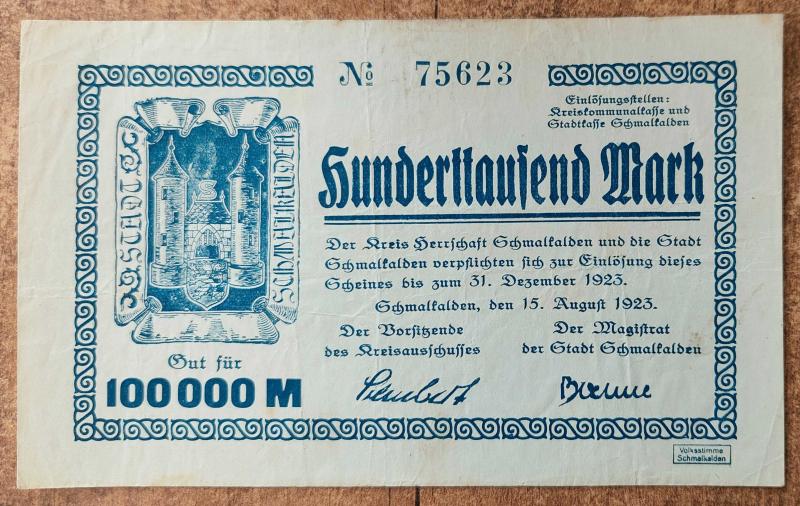 № 75623
Einlösungsstellen:
Kreiskommunalkasse und
Stadtkasse Schmalkalden
STADT
SCHMALKALDEN
S
Hunderttausend Mark
Der Kreis Herrschaft Schmalkalden und die Stadt
Schmalkalden verpflichten sich zur Einlösung dieses
Scheines bis zum 31. Dezember 1923.
Schmalkalden, den 15. August 1923.
Der Vorsitzende
des Kreisausschusses
Der Magistrat
der Stadt Schmalkalden
Gut für
100 000 M
Volksstimme
Schmalkalden